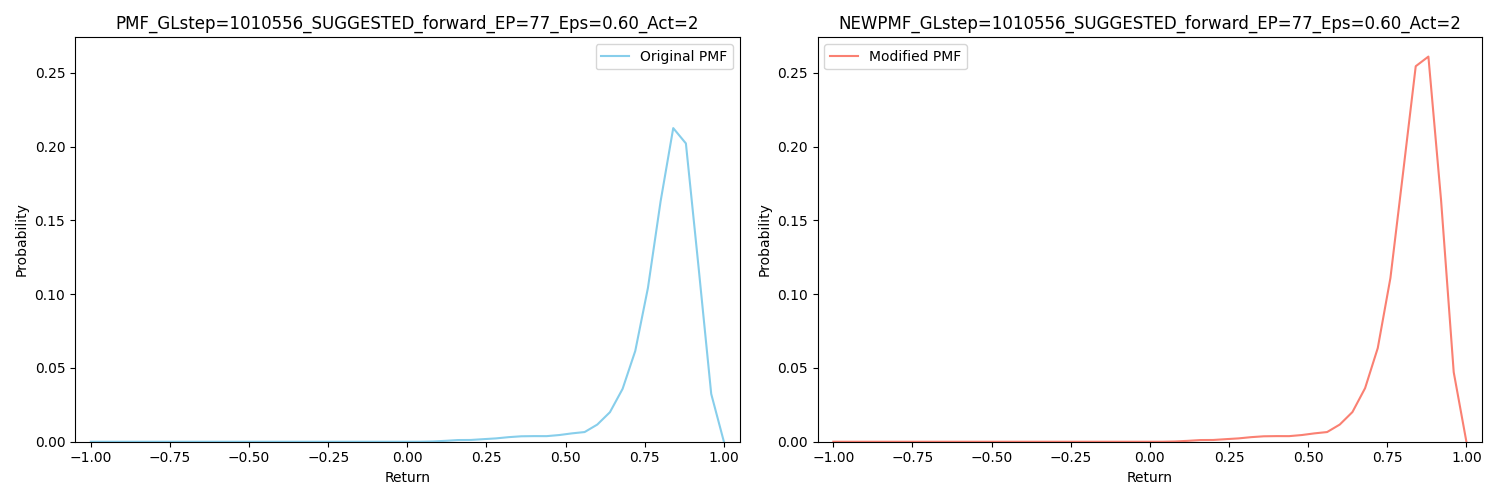 PMF_GLstep=1010556_SUGGESTED_forward_EP=77_Eps=0.60_Act=2
Original PMF
Probability
0.25
0.20
0.15
0.10
0.05
0.00
−1.00 −0.75 −0.50 −0.25 0.00 0.25 0.50 0.75 1.00
Return
NEWPMF_GLstep=1010556_SUGGESTED_forward_EP=77_Eps=0.60_Act=2
Modified PMF
Probability
0.25
0.20
0.15
0.10
0.05
0.00
−1.00 −0.75 −0.50 −0.25 0.00 0.25 0.50 0.75 1.00
Return